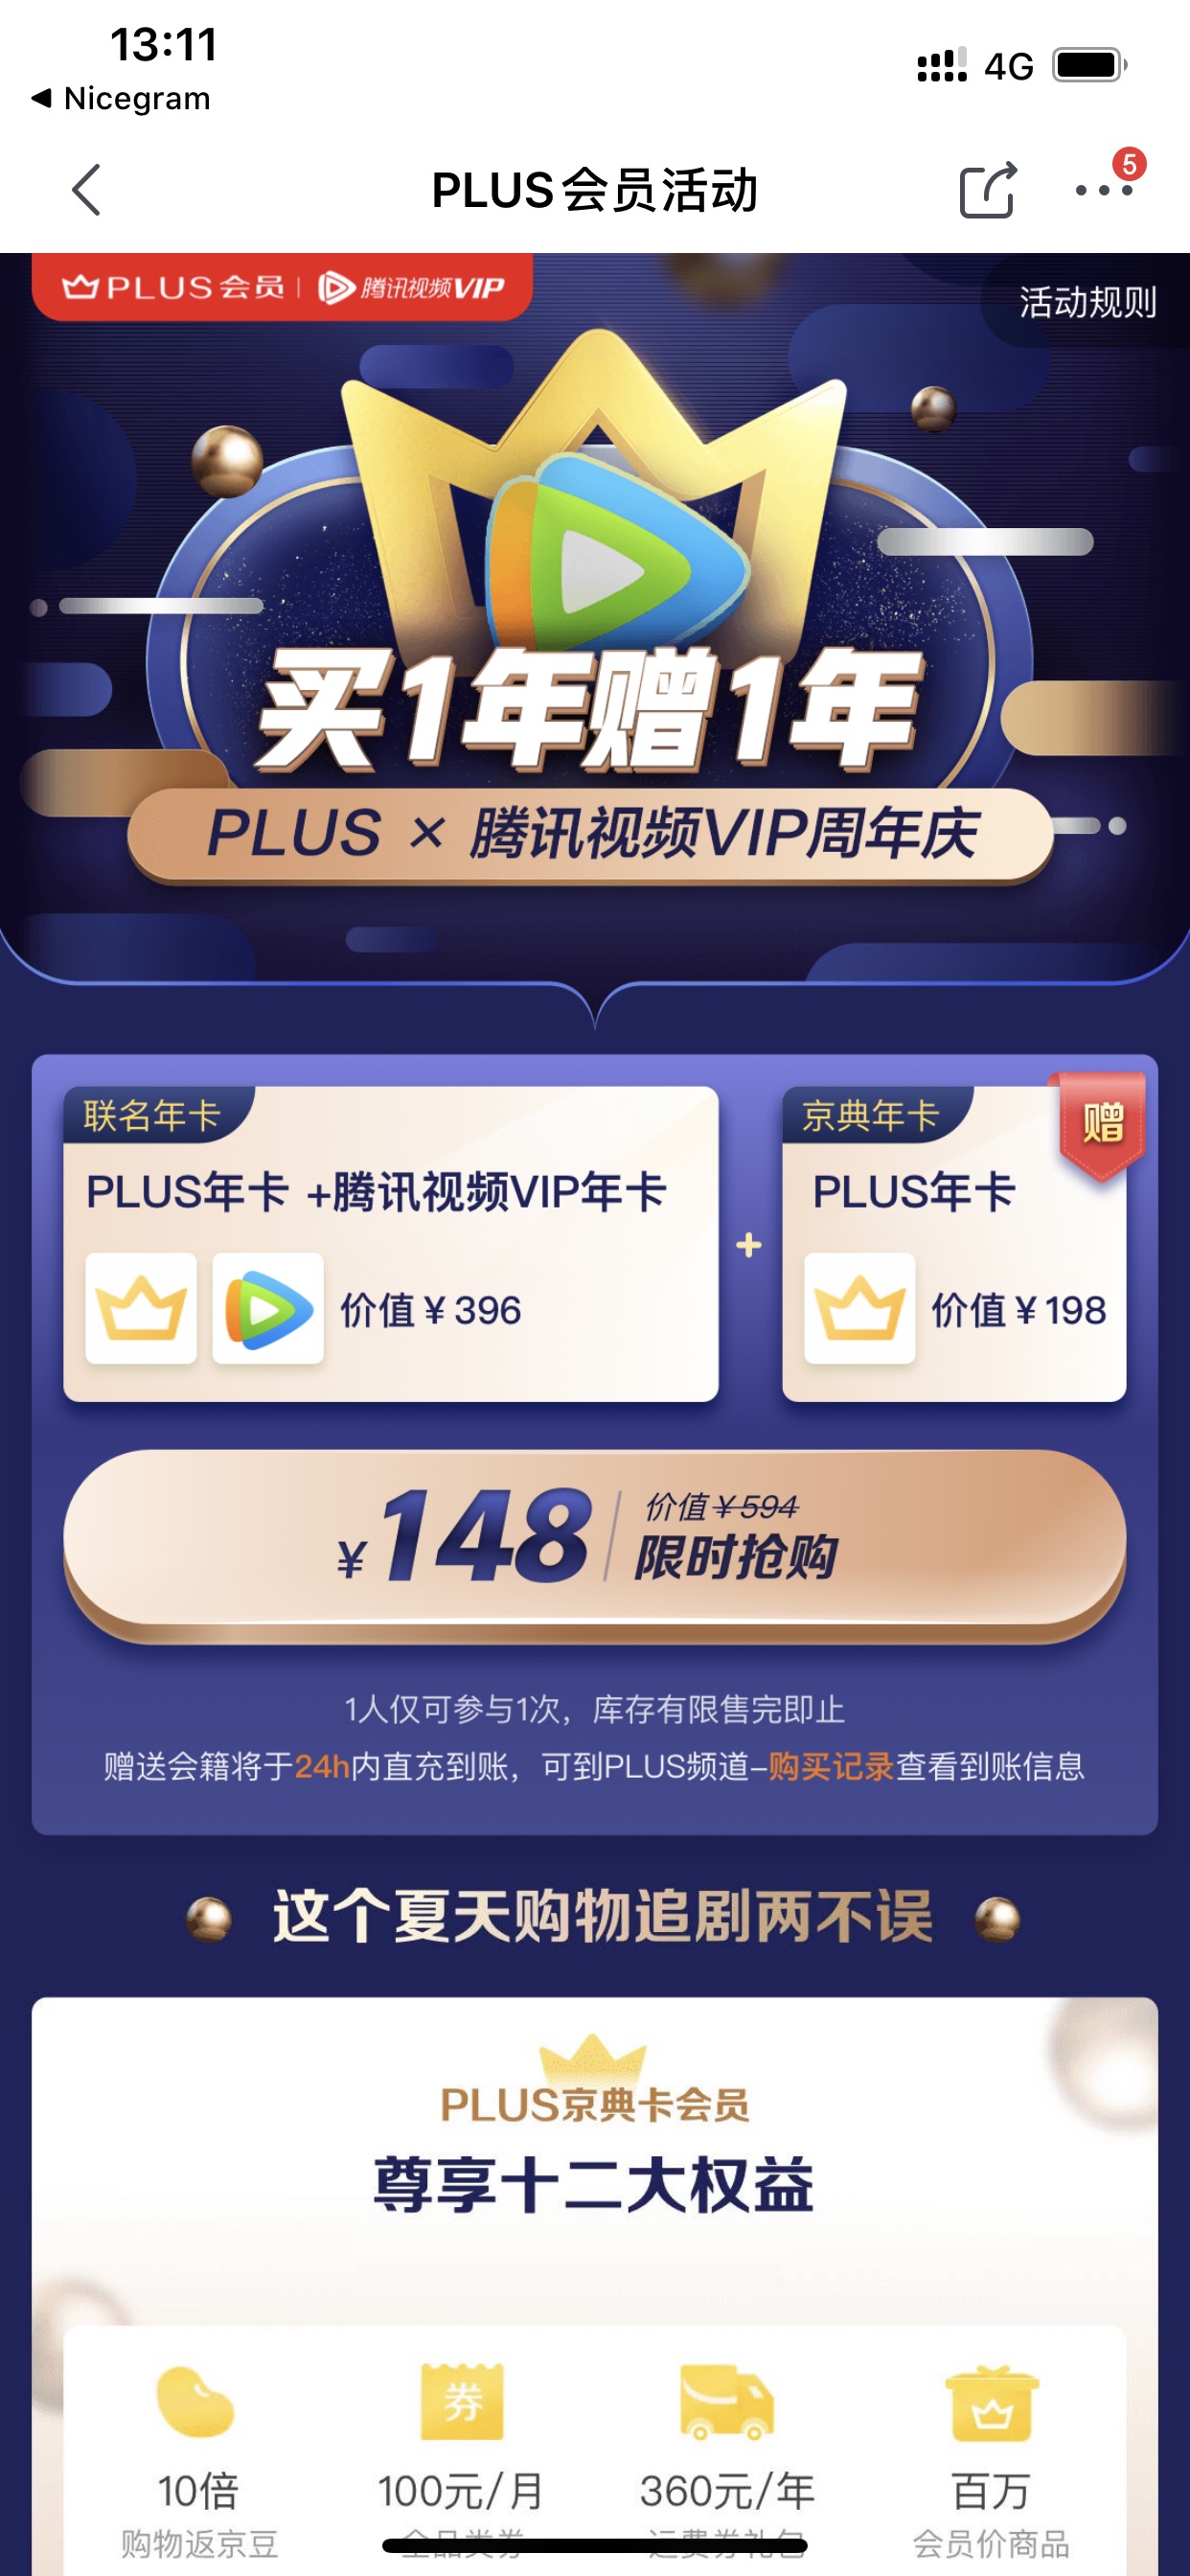 13:11
4G
◀ Nicegram
PLUS会员活动
5
PLUS会员 | 腾讯视频VIP
活动规则
买1年赠1年
PLUS × 腾讯视频VIP周年庆
联名年卡
PLUS年卡 +腾讯视频VIP年卡
价值¥396
+
京典年卡
赠
PLUS年卡
价值¥198
¥148
价值¥594
限时抢购
1人仅可参与1次，库存有限售完即止
赠送会籍将于24h内直充到账，可到PLUS频道-购买记录查看到账信息
这个夏天购物追剧两不误
PLUS京典卡会员
尊享十二大权益
券
10倍 100元/月 360元/年 百万
购物返京豆 全品类券 运费券礼包 会员价商品